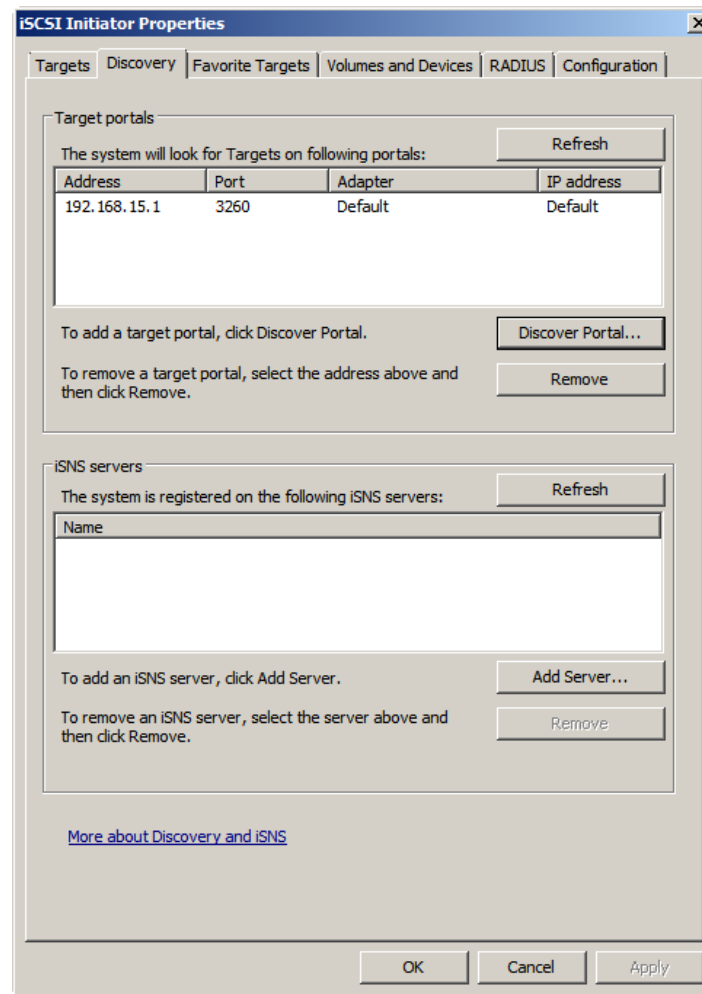 iSCSI Initiator Properties
Targets Discovery Favorite Targets Volumes and Devices RADIUS Configuration
Target portals
Refresh
The system will look for Targets on following portals:
Address Port Adapter IP address
192.168.15.1 3260 Default Default
To add a target portal, click Discover Portal. Discover Portal...
To remove a target portal, select the address above and
then click Remove.
Remove
iSNS servers
Refresh
The system is registered on the following iSNS servers:
Name
To add an iSNS server, click Add Server. Add Server...
To remove an iSNS server, select the server above and
then click Remove.
Remove
More about Discovery and iSNS
OK Cancel Apply